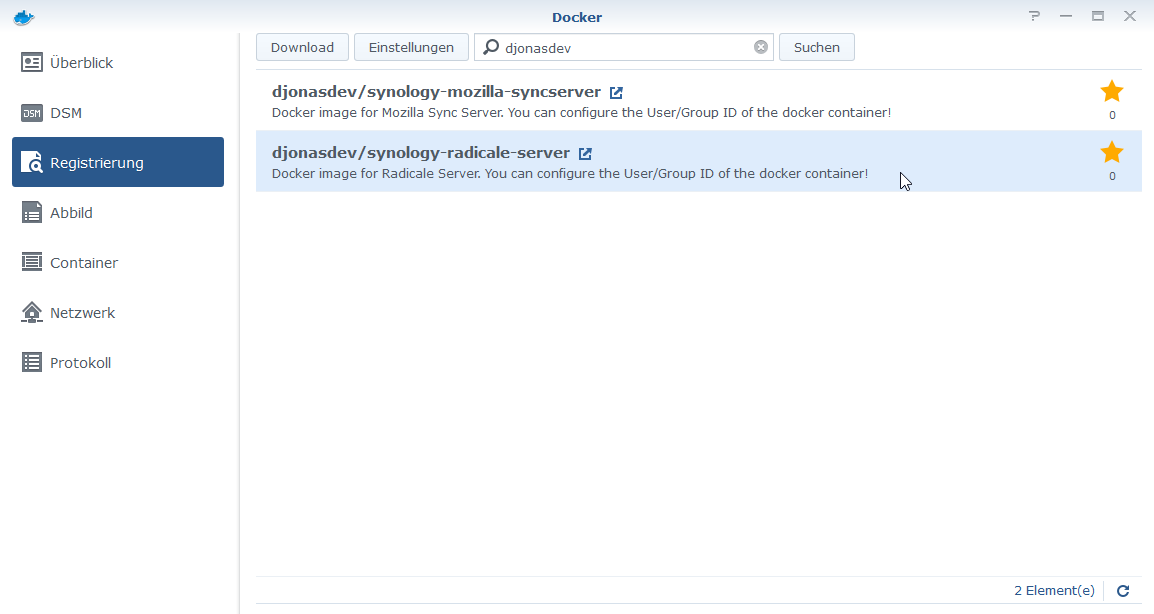 Docker
Überblick
DSM
DSM
Registrierung
Abbild
Container
Netzwerk
Protokoll
Download
Einstellungen
djonasdev
Suchen
djonasdev/synology-mozilla-syncserver
Docker image for Mozilla Sync Server. You can configure the User/Group ID of the docker container!
0
djonasdev/synology-radicale-server
Docker image for Radicale Server. You can configure the User/Group ID of the docker container!
0
2 Element(e)